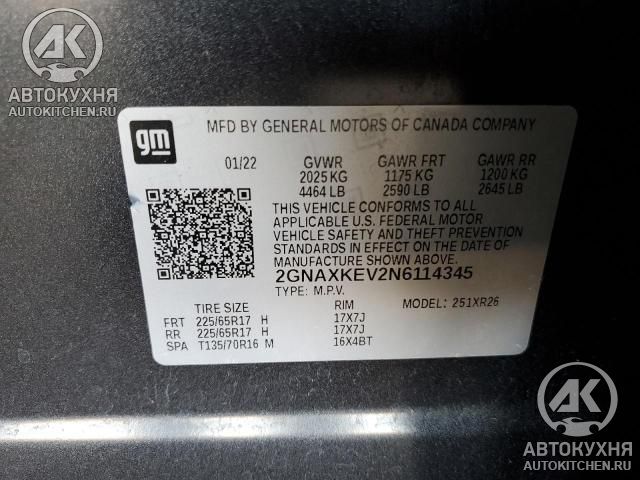 АВТОКУХНЯ
AUTOKITCHEN.RU
gm
MFD BY GENERAL MOTORS OF CANADA COMPANY
01/22 GVWR GAWR FRT GAWR RR
2025 KG 1175 KG 1200 KG
4464 LB 2590 LB 2645 LB
THIS VEHICLE CONFORMS TO ALL
APPLICABLE U.S. FEDERAL MOTOR
VEHICLE SAFETY AND THEFT PREVENTION
STANDARDS IN EFFECT ON THE DATE OF
MANUFACTURE SHOWN ABOVE.
2GNAXKEV2N6114345
TYPE: M.P.V. MODEL: 251XR26
TIRE SIZE RIM
FRT 225/65R17 H 17X7J
RR 225/65R17 H 17X7J
SPA T135/70R16 M 16X4BT
АК
АВТОКУХНЯ
AUTOKITCHEN.RU